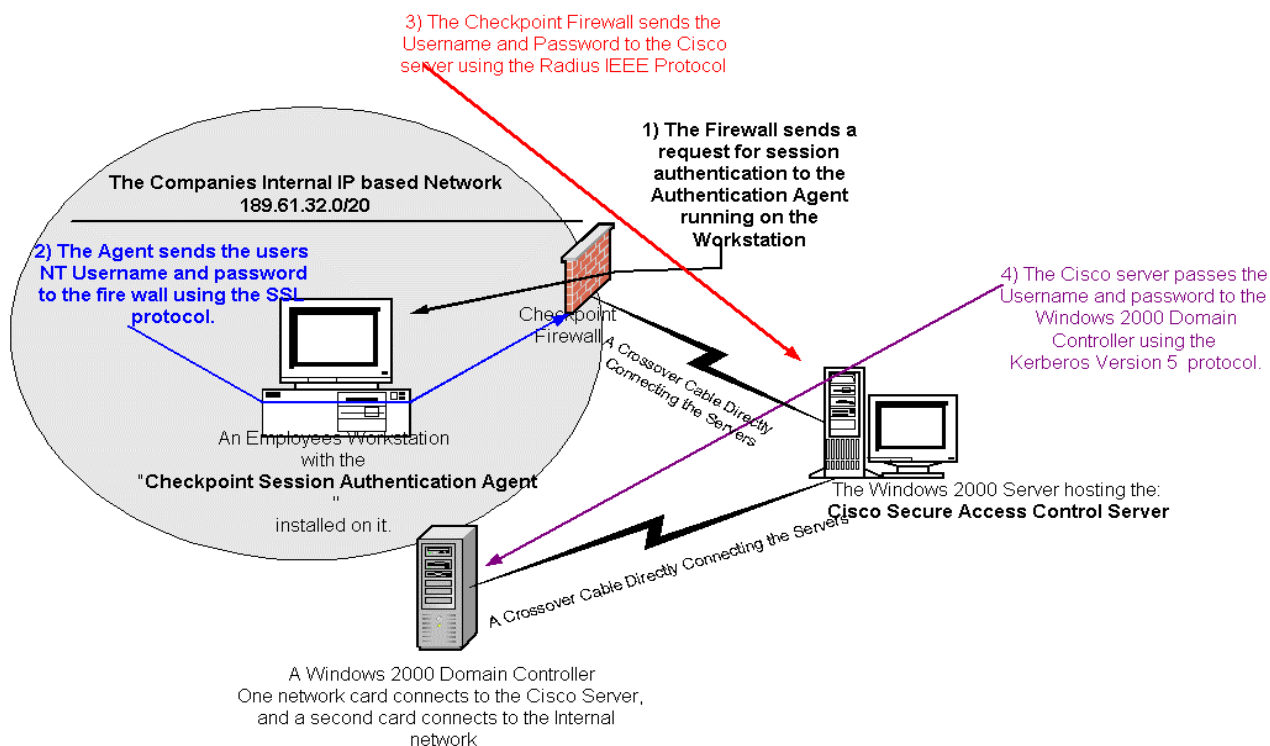 3) The Checkpoint Firewall sends the
Username and Password to the Cisco
server using the Radius IEEE Protocol
1) The Firewall sends a
request for session
authentication to the
Authentication Agent
running on the
Workstation
The Companies Internal IP based Network
189.61.32.0/20
2) The Agent sends the users
NT Username and password
to the fire wall using the SSL
protocol.
4) The Cisco server passes the
Username and password to the
Windows 2000 Domain
Controller using the
Kerberos Version 5 protocol.
Checkpoint
Firewall
A Crossover Cable Directly
Connecting the Servers
An Employees Workstation
with the
"Checkpoint Session Authentication Agent
"
installed on it.
The Windows 2000 Server hosting the:
Cisco Secure Access Control Server
A Crossover Cable Directly Connecting the Servers
A Windows 2000 Domain Controller
One network card connects to the Cisco Server,
and a second card connects to the Internal
network